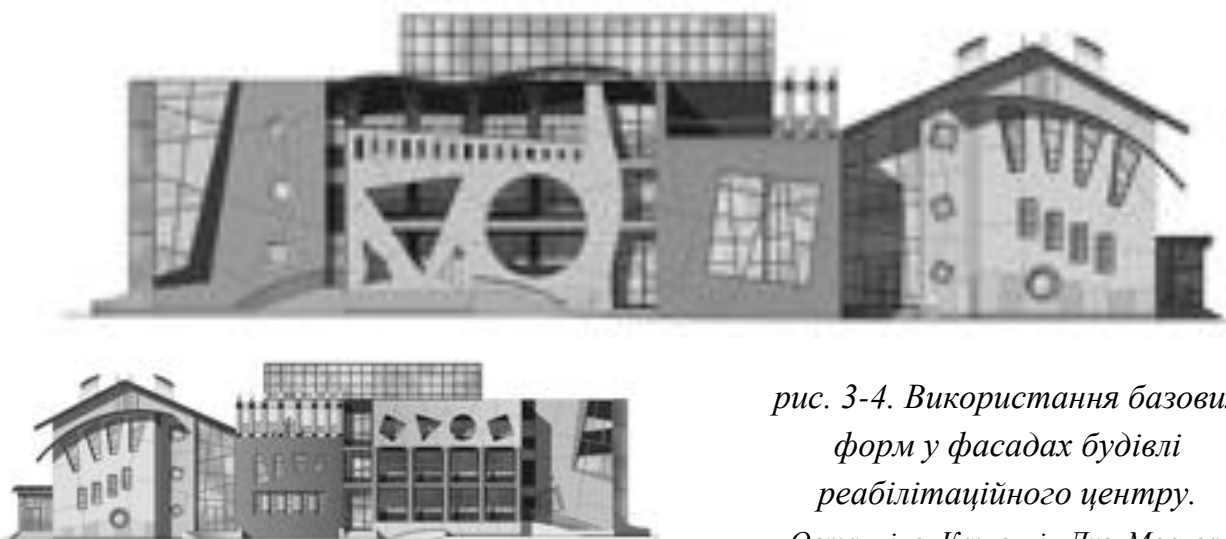 рис. 3-4. Використання базови
форм у фасадах будівлі
реабілітаційного центру.